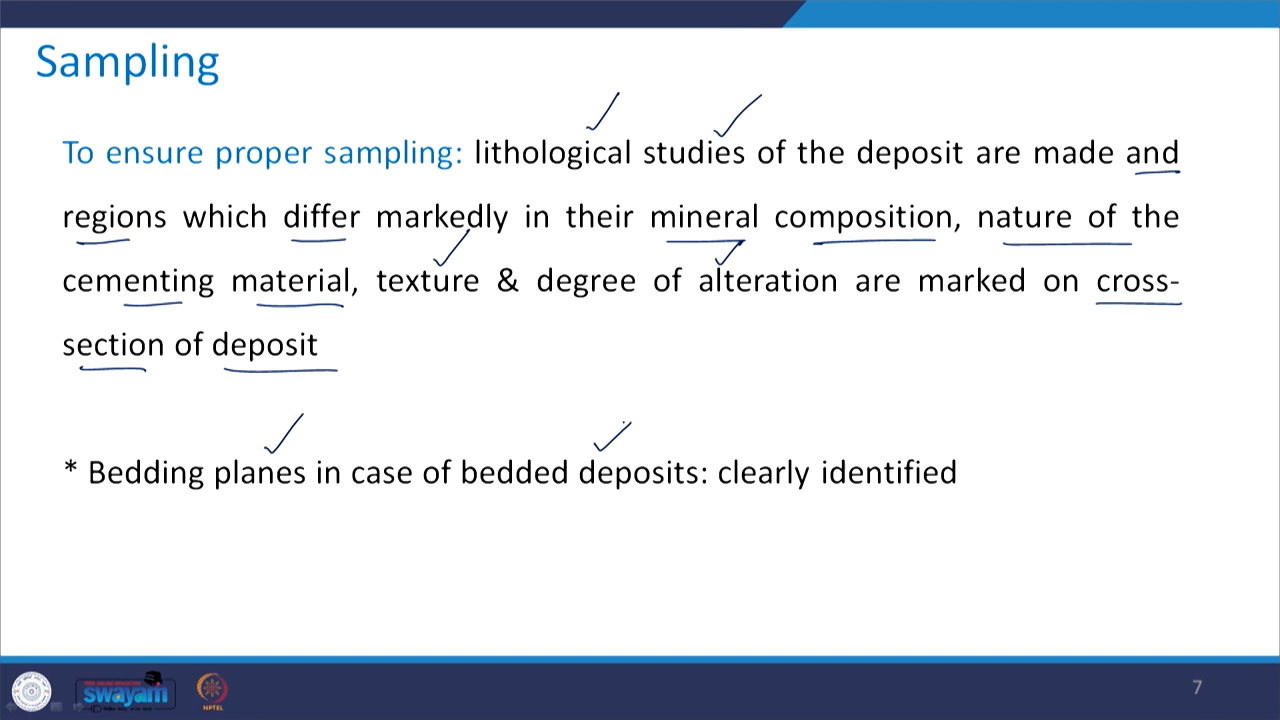 Sampling
To ensure proper sampling: lithological studies of the deposit are made and
regions which differ markedly in their mineral composition, nature of the
cementing material, texture & degree of alteration are marked on cross-
section of deposit
* Bedding planes in case of bedded deposits: clearly identified
swayam
NPTEL
7